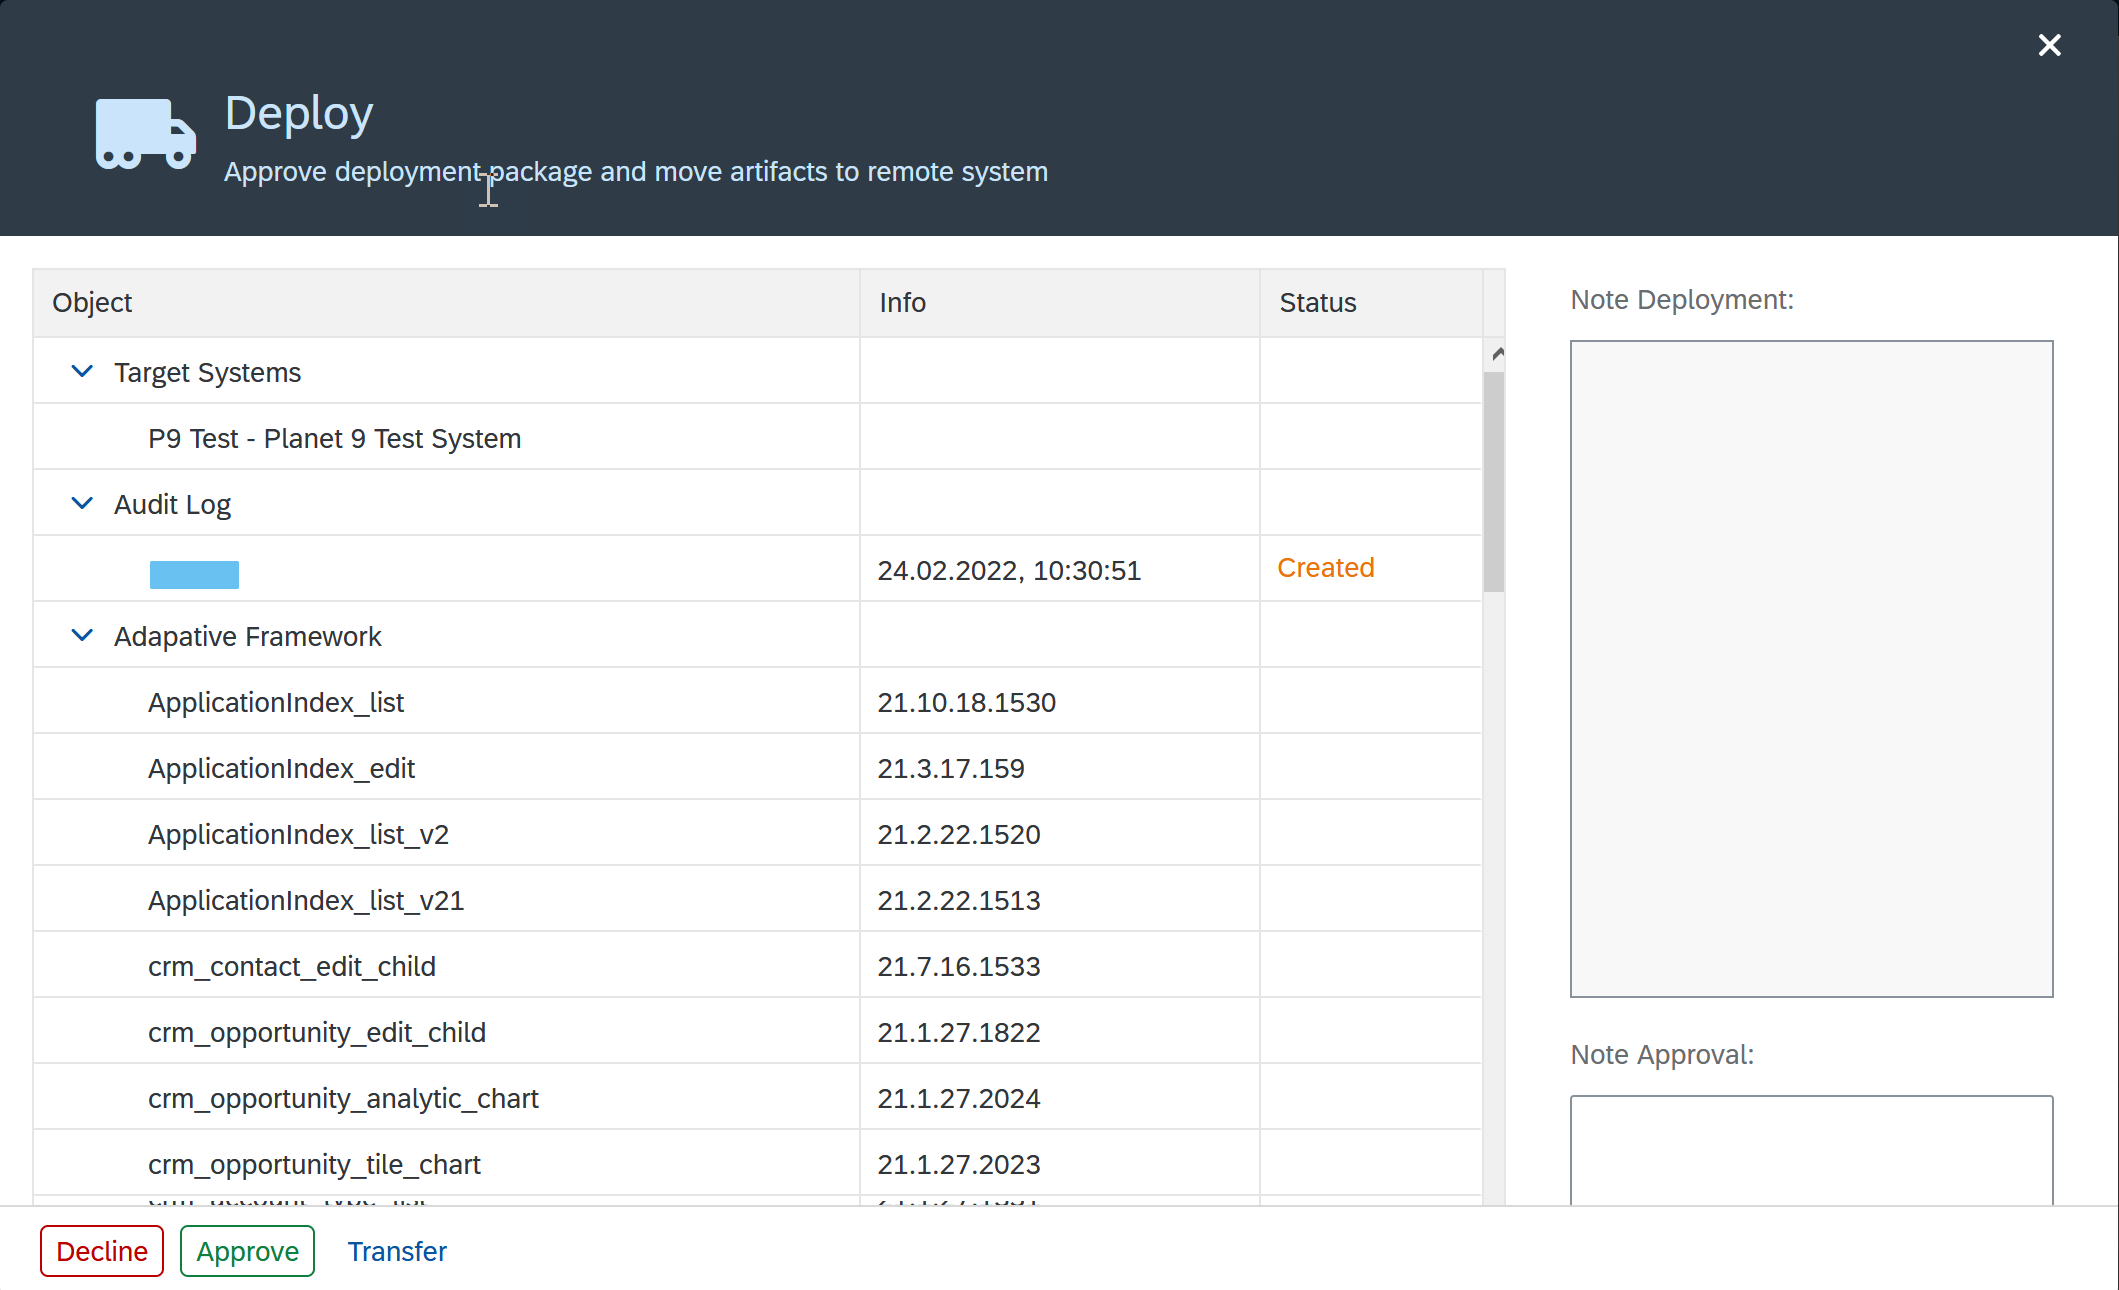 Deploy
Approve deployment package and move artifacts to remote system
Object Info Status
Target Systems
P9 Test - Planet 9 Test System
Audit Log
24.02.2022, 10:30:51 Created
Adapative Framework
ApplicationIndex_list 21.10.18.1530
ApplicationIndex_edit 21.3.17.159
ApplicationIndex_list_v2 21.2.22.1520
ApplicationIndex_list_v21 21.2.22.1513
crm_contact_edit_child 21.7.16.1533
crm_opportunity_edit_child 21.1.27.1822
crm_opportunity_analytic_chart 21.1.27.2024
crm_opportunity_tile_chart 21.1.27.2023
Note Deployment:
Note Approval:
Decline Approve Transfer